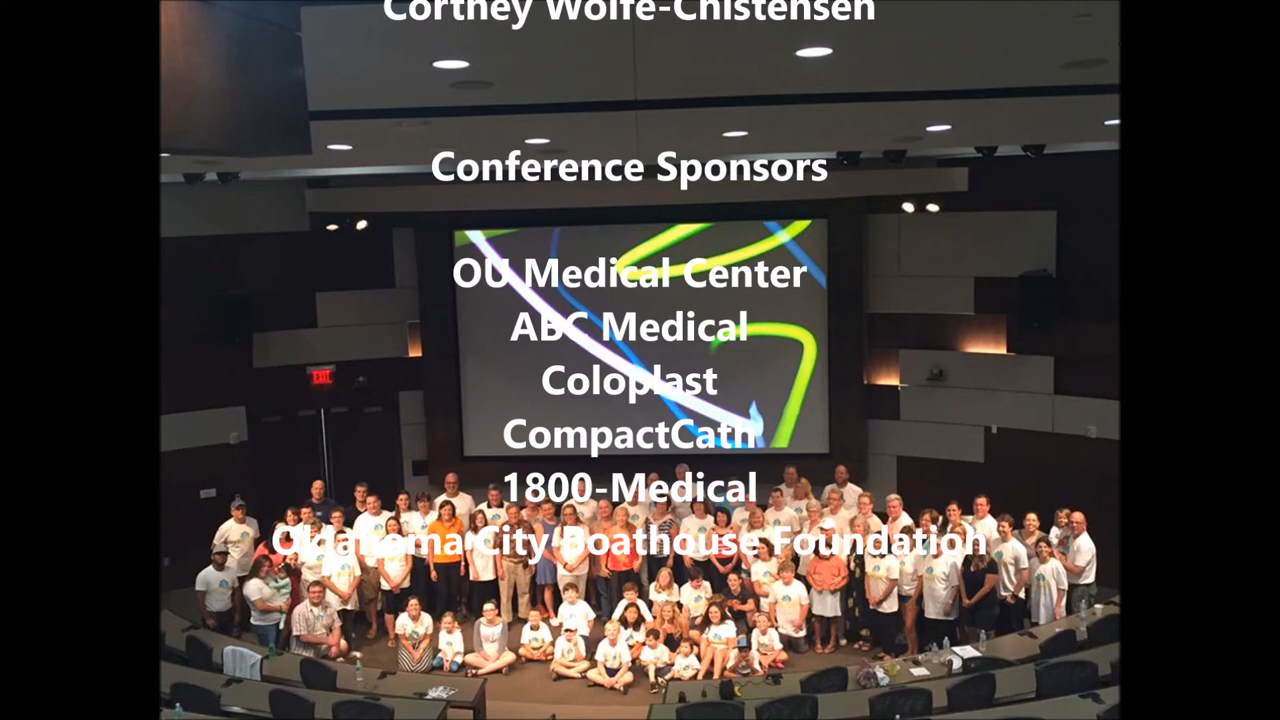 Cortney Wolfe-Chistensen
Conference Sponsors
OU Medical Center
ABC Medical
Coloplast
CompactCath
1800-Medical
Oklahoma City Boathouse Foundation
EXIT